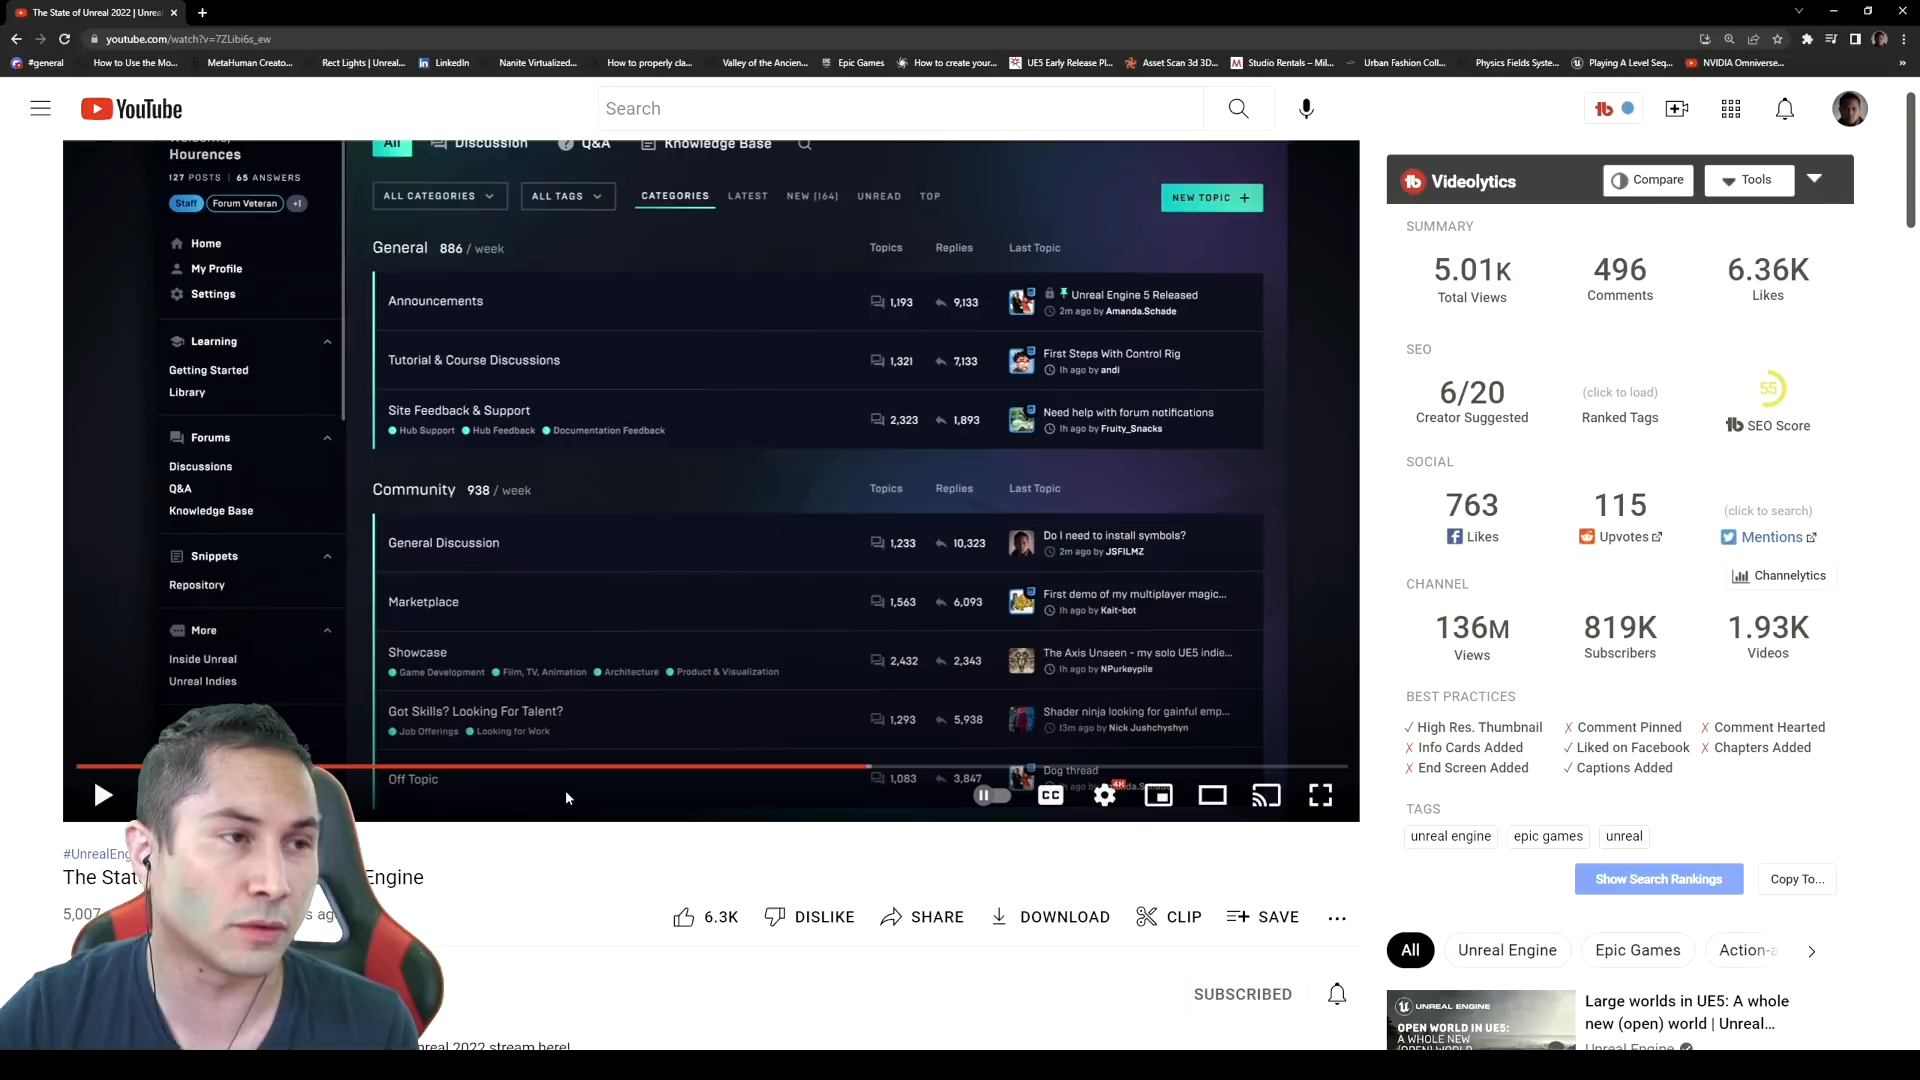 The State of Unreal 2022 | Unreal
youtube.com/watch?v=7ZLibi6s_ew
#general
How to Use the Mo...
MetaHuman Creato...
Rect Lights | Unreal...
LinkedIn
Nanite Virtualized...
How to properly cla...
Valley of the Ancien...
Epic Games
How to create your...
UE5 Early Release Pl...
Asset Scan 3d 3D...
Studio Rentals – Mil...
Urban Fashion Coll...
Physics Fields Syste...
Playing A Level Seq...
NVIDIA Omniverse...
YouTube
Search
Hourences
127 POSTS | 65 ANSWERS
Staff
Forum Veteran
+1
Home
My Profile
Settings
Learning
Getting Started
Library
Forums
Discussions
Q&A
Knowledge Base
Snippets
Repository
More
Inside Unreal
Unreal Indies
All
Discussion
Q&A
Knowledge Base
ALL CATEGORIES
ALL TAGS
CATEGORIES
LATEST
NEW [164]
UNREAD
TOP
NEW TOPIC +
General 886 / week
Topics
Replies
Last Topic
Announcements
1,193
9,133
Unreal Engine 5 Released
2m ago by Amanda.Schade
Tutorial & Course Discussions
1,321
7,133
First Steps With Control Rig
1h ago by andi
Site Feedback & Support
Hub Support
Hub Feedback
Documentation Feedback
2,323
1,893
Need help with forum notifications
1h ago by Fruity_Snacks
Community 938 / week
Topics
Replies
Last Topic
General Discussion
1,233
10,323
Do I need to install symbols?
2m ago by JSFILMZ
Marketplace
1,563
6,093
First demo of my multiplayer magic...
1h ago by Kait-bot
Showcase
Game Development
Film, TV, Animation
Architecture
Product & Visualization
2,432
2,343
The Axis Unseen - my solo UE5 indie...
1h ago by NPurkeypile
Got Skills? Looking For Talent?
Job Offerings
Looking for Work
1,293
5,938
Shader ninja looking for gainful emp...
13m ago by Nick Jushchyshyn
Off Topic
1,083
3,847
Dog thread
CC
4K
#UnrealEng
The Stat
Engine
5,007
s ag
6.3K
DISLIKE
SHARE
DOWNLOAD
CLIP
SAVE
SUBSCRIBED
nreal 2022 stream here!
Videolytics
Compare
Tools
SUMMARY
5.01K
Total Views
496
Comments
6.36K
Likes
SEO
6/20
Creator Suggested
(click to load)
Ranked Tags
55
SEO Score
SOCIAL
763
Likes
115
Upvotes
(click to search)
Mentions
Channelytics
CHANNEL
136M
Views
819K
Subscribers
1.93K
Videos
BEST PRACTICES
✓ High Res. Thumbnail
✗ Comment Pinned
✗ Comment Hearted
✗ Info Cards Added
✓ Liked on Facebook
✗ Chapters Added
✗ End Screen Added
✓ Captions Added
TAGS
unreal engine
epic games
unreal
Show Search Rankings
Copy To...
All
Unreal Engine
Epic Games
Action-a
UNREAL ENGINE
OPEN WORLD IN UE5:
A WHOLE NEW
(OPEN) WORLD
Large worlds in UE5: A whole
new (open) world | Unreal...
Unreal Engine